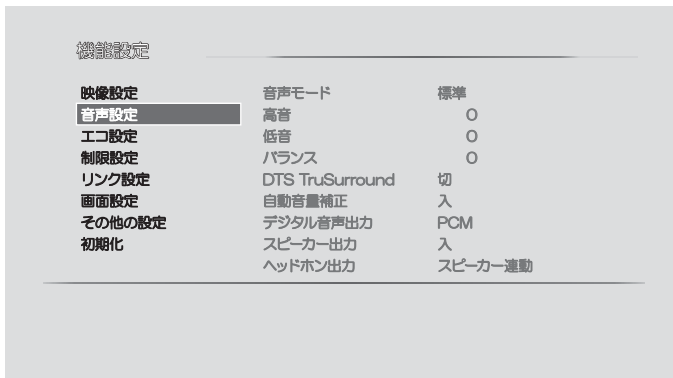 機能設定
映像設定 音声モード 標準
音声設定 高音 0
エコ設定 低音 0
制限設定 バランス 0
リンク設定 DTS TruSurround 切
画面設定 自動音量補正 入
その他の設定 デジタル音声出力 PCM
初期化 スピーカー出力 入
ヘッドホン出力 スピーカー連動